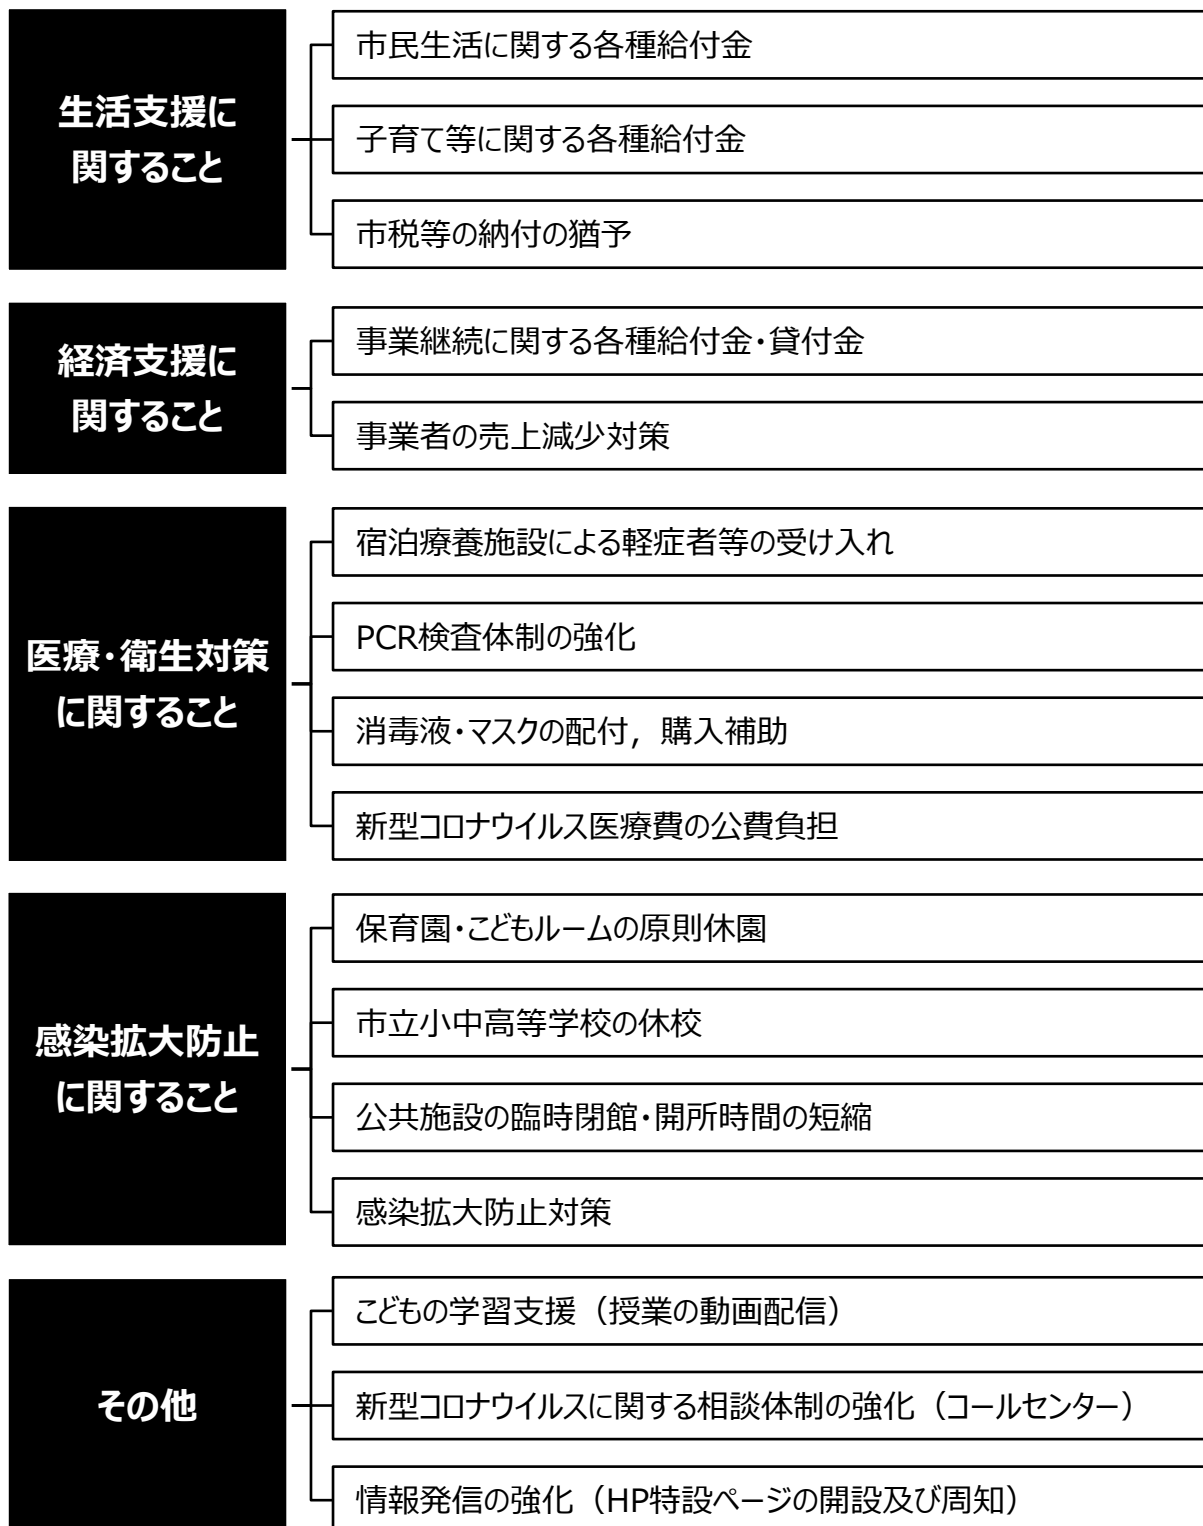 生活支援に
関すること
市民生活に関する各種給付金
子育て等に関する各種給付金
市税等の納付の猶予
経済支援に
関すること
事業継続に関する各種給付金・貸付金
事業者の売上減少対策
医療・衛生対策
に関すること
宿泊療養施設による軽症者等の受け入れ
PCR検査体制の強化
消毒液・マスクの配付，購入補助
新型コロナウイルス医療費の公費負担
感染拡大防止
に関すること
保育園・こどもルームの原則休園
市立小中高等学校の休校
公共施設の臨時閉館・開所時間の短縮
感染拡大防止対策
その他
こどもの学習支援（授業の動画配信）
新型コロナウイルスに関する相談体制の強化（コールセンター）
情報発信の強化（HP特設ページの開設及び周知）